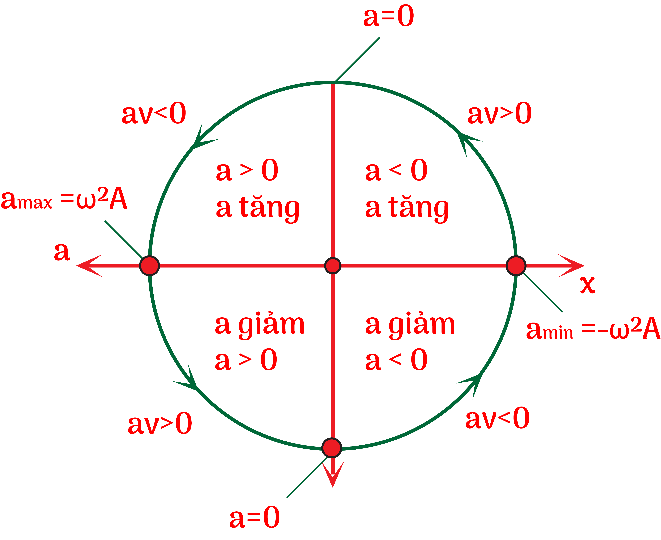 a=0
av<0
av>0
a > 0
a tăng
a < 0
a tăng
amax =ω²A
a
x
amin =-ω²A
a giảm
a > 0
a giảm
a < 0
av>0
av<0
a=0